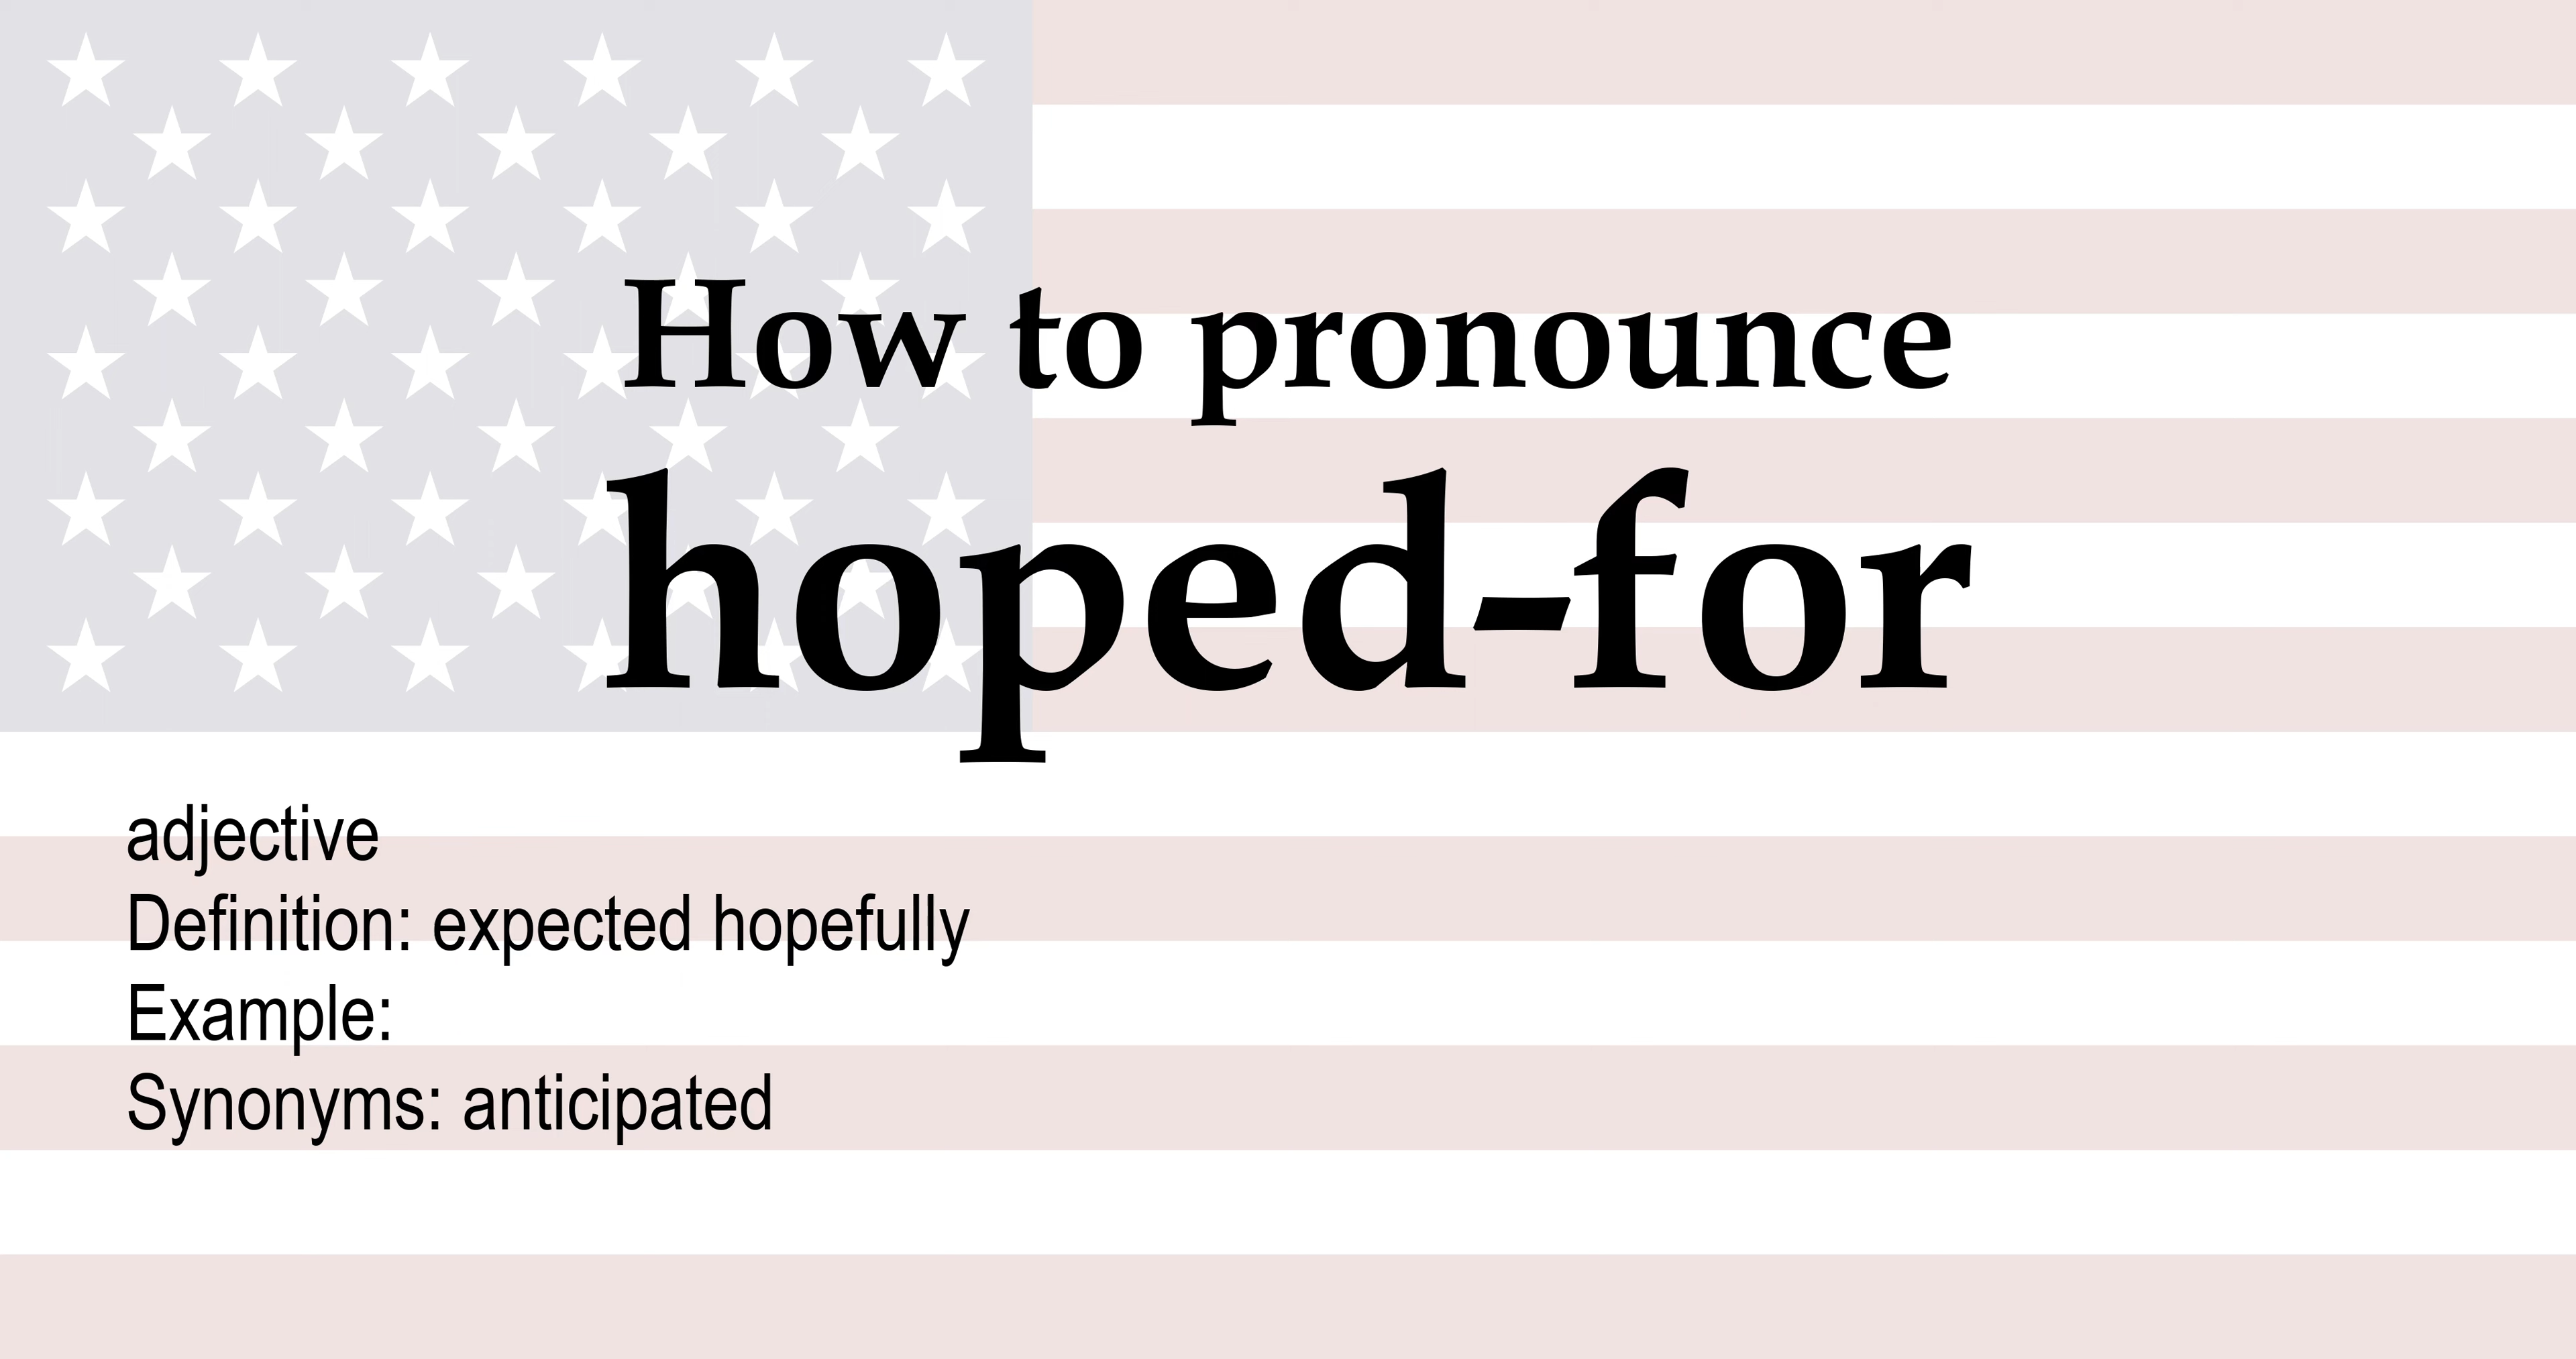 How to pronounce
hoped-for
adjective
Definition: expected hopefully
Example:
Synonyms: anticipated